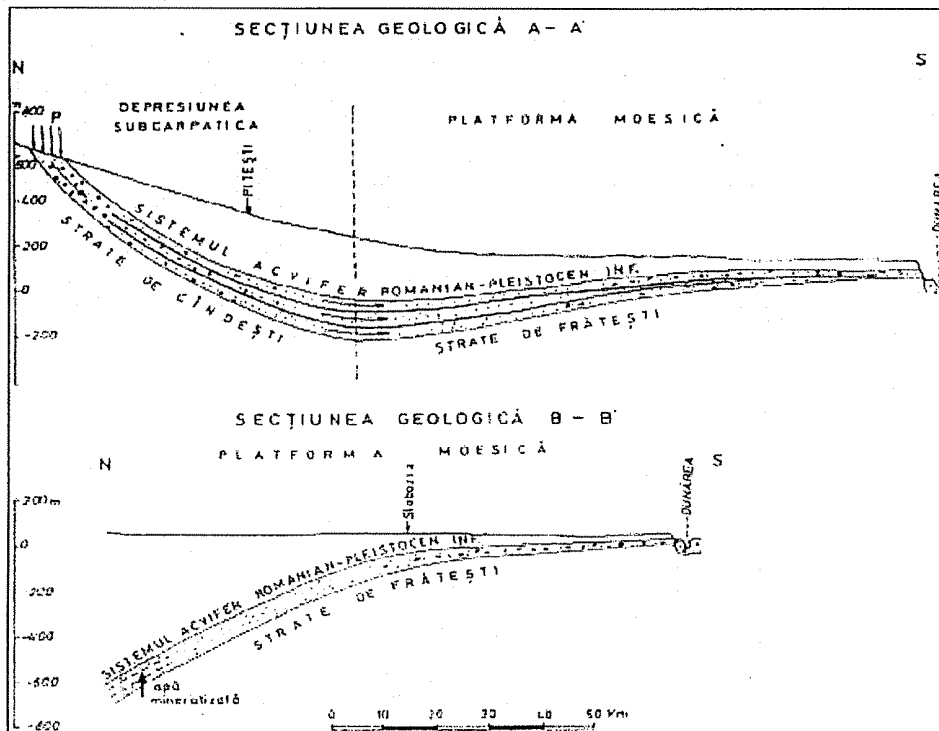 SECȚIUNEA GEOLOGICĂ A-A'
N
S
DEPRESIUNEA
SUBCARPATICA
PLATFORMA MOESICĂ
P
PITEȘTI
DUNĂREA
400
200
0
-200
SISTEMUL ACVIFER ROMANIAN-PLEISTOCEN INF.
STRATE DE CÎNDEȘTI
STRATE DE FRĂTEȘTI
SECȚIUNEA GEOLOGICĂ B-B'
PLATFORMA MOESICĂ
N
S
Slobozia
DUNĂREA
200m
0
-200
-400
-600
SISTEMUL ACVIFER ROMANIAN-PLEISTOCEN INF.
STRATE DE FRĂTEȘTI
apă
mineralizată
0 10 20 30 40 50 Km